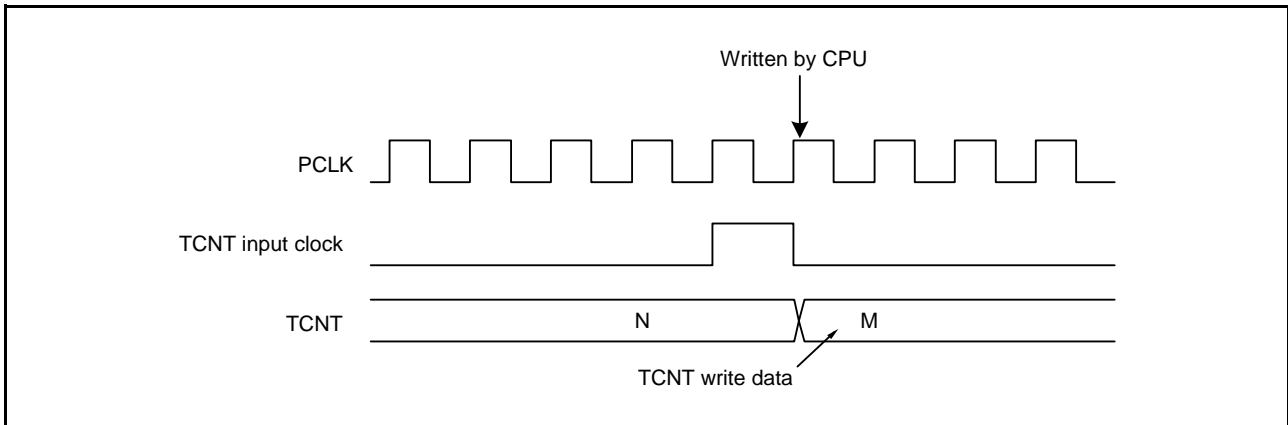 Written by CPU
PCLK
TCNT input clock
TCNT
N
M
TCNT write data